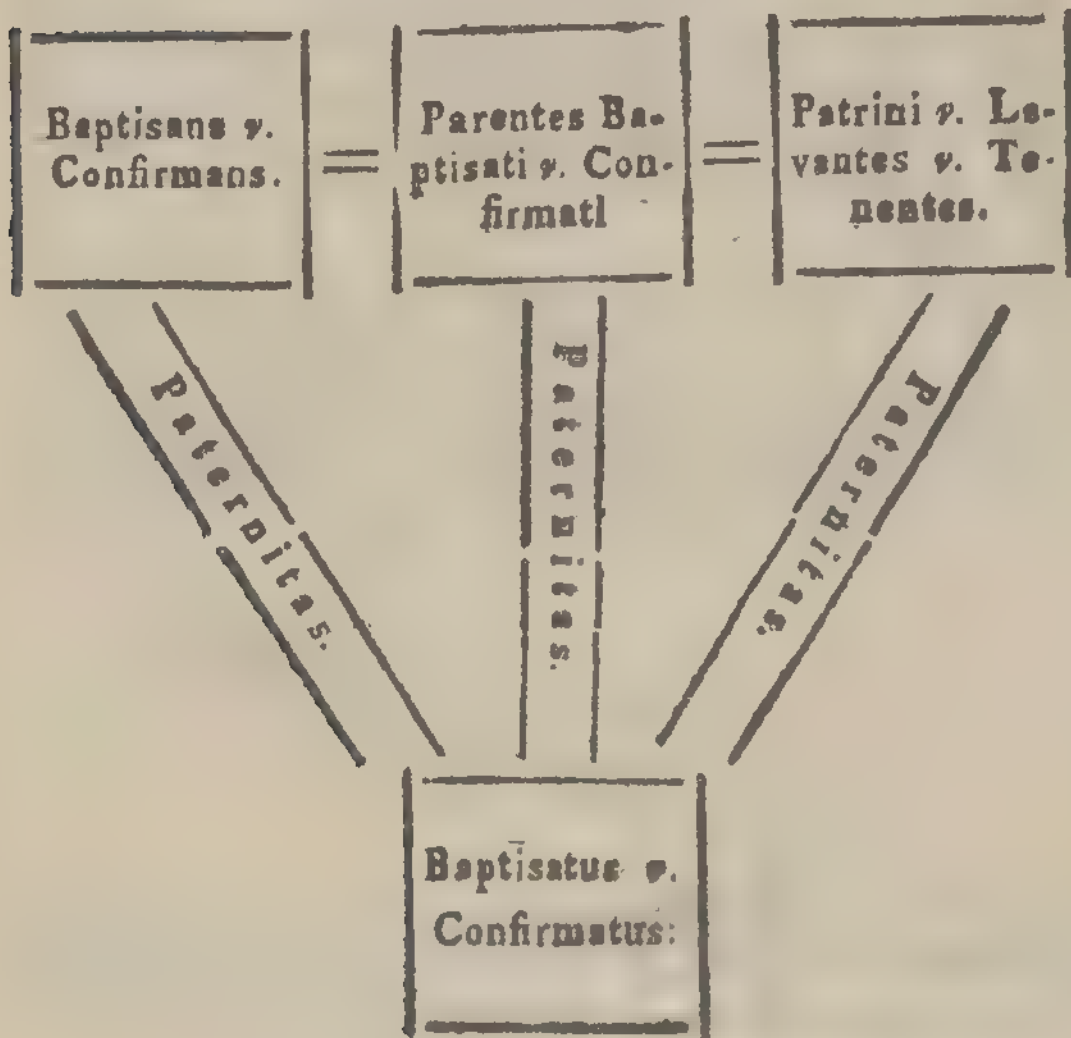 Baptisans v.
Confirmans.
=
Parentes Ba-
ptisati v. Con-
firmati
=
Patrini v. Le-
vantes v. Te-
nentes.
Paternitas.
Paternitas.
Paternitas.
Baptisatus v.
Confirmatus: